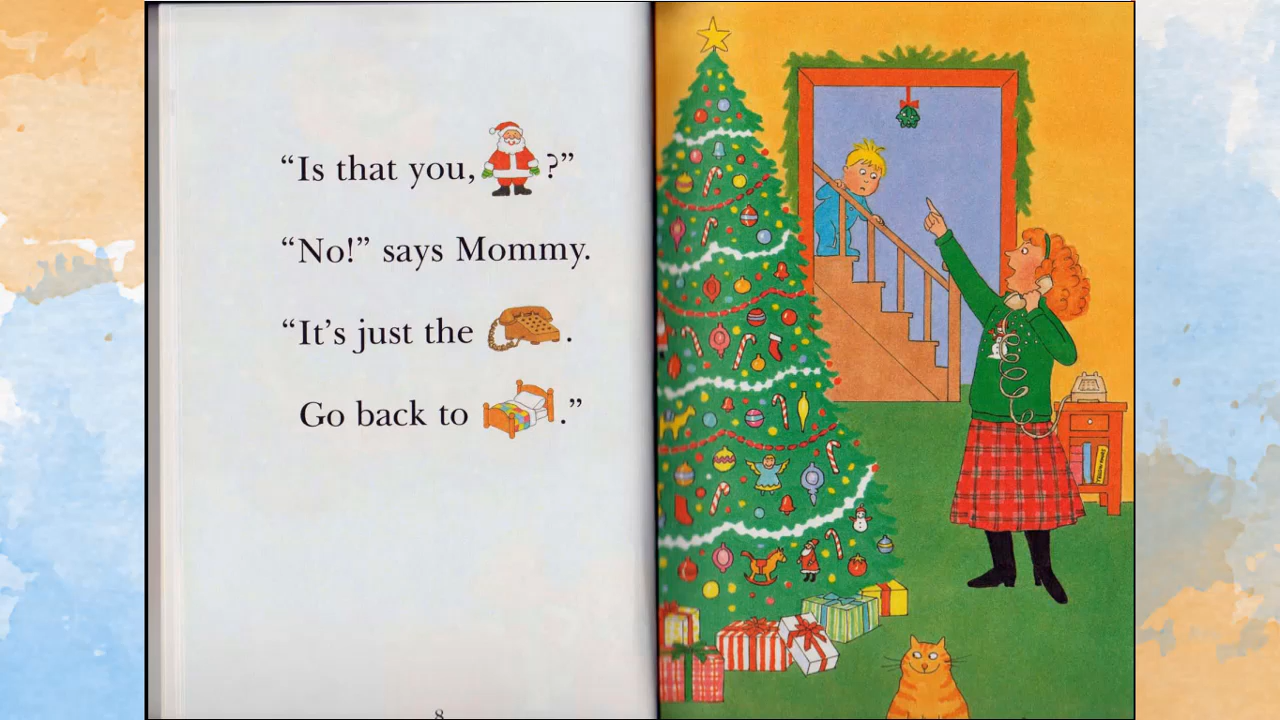 “Is that you, ?”
“No!” says Mommy.
“It’s just the .
Go back to .”
8